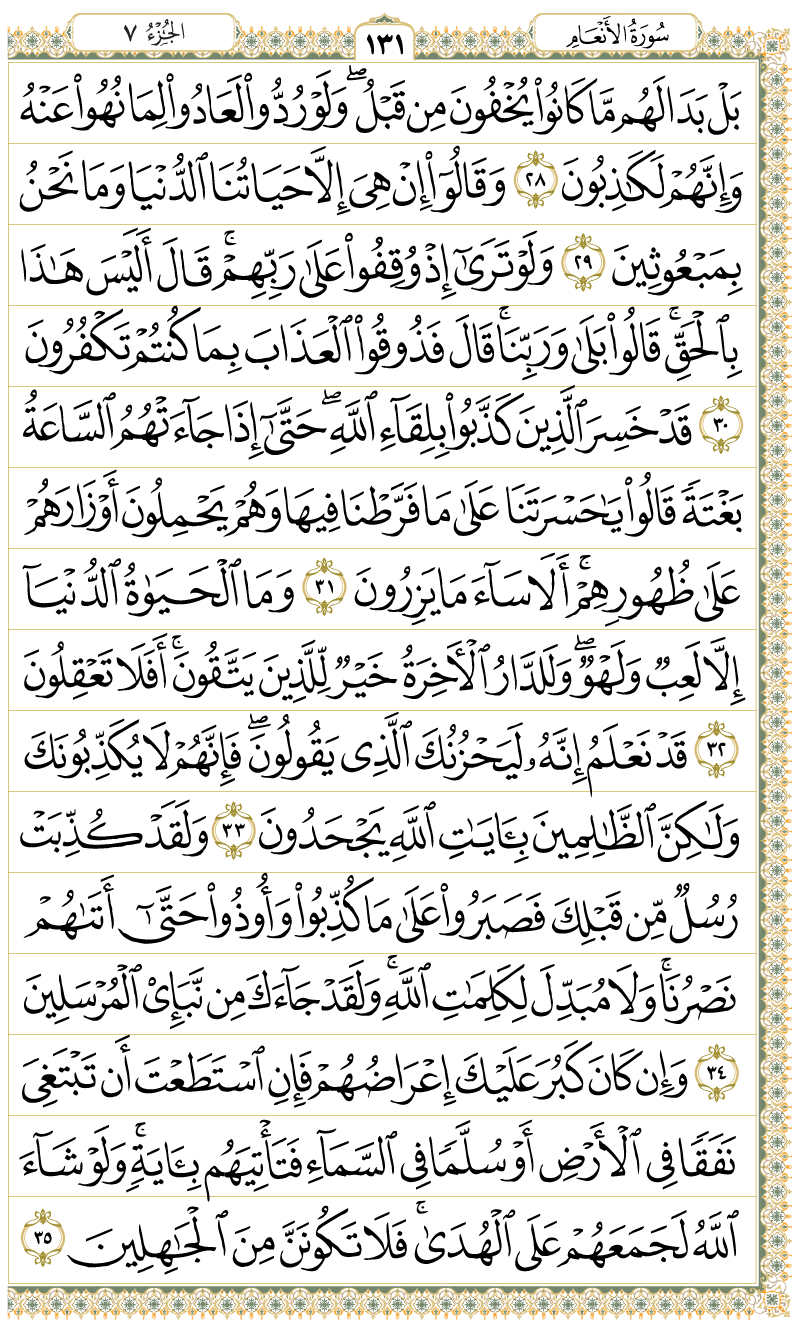 سُورَةُ الأَنْعَامِ ١٣١ الجُزْءُ ٧
بَلْ بَدَا لَهُم مَّا كَانُوا۟ يُخْفُونَ مِن قَبْلُ ۖ وَلَوْ رُدُّوا۟ لَعَادُوا۟ لِمَا نُهُوا۟ عَنْهُ
وَإِنَّهُمْ لَكَـٰذِبُونَ ٢٨ وَقَالُوٓا۟ إِنْ هِىَ إِلَّا حَيَاتُنَا ٱلدُّنْيَا وَمَا نَحْنُ
بِمَبْعُوثِينَ ٢٩ وَلَوْ تَرَىٰٓ إِذْ وُقِفُوا۟ عَلَىٰ رَبِّهِمْ ۚ قَالَ أَلَيْسَ هَـٰذَا
بِٱلْحَقِّ ۚ قَالُوا۟ بَلَىٰ وَرَبِّنَا ۚ قَالَ فَذُوقُوا۟ ٱلْعَذَابَ بِمَا كُنتُمْ تَكْفُرُونَ
٣٠ قَدْ خَسِرَ ٱلَّذِينَ كَذَّبُوا۟ بِلِقَآءِ ٱللَّهِ ۖ حَتَّىٰٓ إِذَا جَآءَتْهُمُ ٱلسَّاعَةُ
بَغْتَةً قَالُوا۟ يَـٰحَسْرَتَنَا عَلَىٰ مَا فَرَّطْنَا فِيهَا وَهُمْ يَحْمِلُونَ أَوْزَارَهُمْ
عَلَىٰ ظُهُورِهِمْ ۚ أَلَا سَآءَ مَا يَزِرُونَ ٣١ وَمَا ٱلْحَيَوٰةُ ٱلدُّنْيَآ
إِلَّا لَعِبٌ وَلَهْوٌ ۖ وَلَلدَّارُ ٱلْـَٔاخِرَةُ خَيْرٌ لِّلَّذِينَ يَتَّقُونَ ۚ أَفَلَا تَعْقِلُونَ
٣٢ قَدْ نَعْلَمُ إِنَّهُۥ لَيَحْزُنُكَ ٱلَّذِى يَقُولُونَ ۖ فَإِنَّهُمْ لَا يُكَذِّبُونَكَ
وَلَـٰكِنَّ ٱلظَّـٰلِمِينَ بِـَٔايَـٰتِ ٱللَّهِ يَجْحَدُونَ ٣٣ وَلَقَدْ كُذِّبَتْ
رُسُلٌ مِّن قَبْلِكَ فَصَبَرُوا۟ عَلَىٰ مَا كُذِّبُوا۟ وَأُوذُوا۟ حَتَّىٰٓ أَتَىٰهُمْ
نَصْرُنَا ۚ وَلَا مُبَدِّلَ لِكَلِمَـٰتِ ٱللَّهِ ۚ وَلَقَدْ جَآءَكَ مِن نَّبَإِى۟ ٱلْمُرْسَلِينَ
٣٤ وَإِن كَانَ كَبُرَ عَلَيْكَ إِعْرَاضُهُمْ فَإِنِ ٱسْتَطَعْتَ أَن تَبْتَغِىَ
نَفَقًا فِى ٱلْأَرْضِ أَوْ سُلَّمًا فِى ٱلسَّمَآءِ فَتَأْتِيَهُم بِـَٔايَةٍ ۚ وَلَوْ شَآءَ
ٱللَّهُ لَجَمَعَهُمْ عَلَى ٱلْهُدَىٰ ۚ فَلَا تَكُونَنَّ مِنَ ٱلْجَـٰهِلِينَ ٣٥